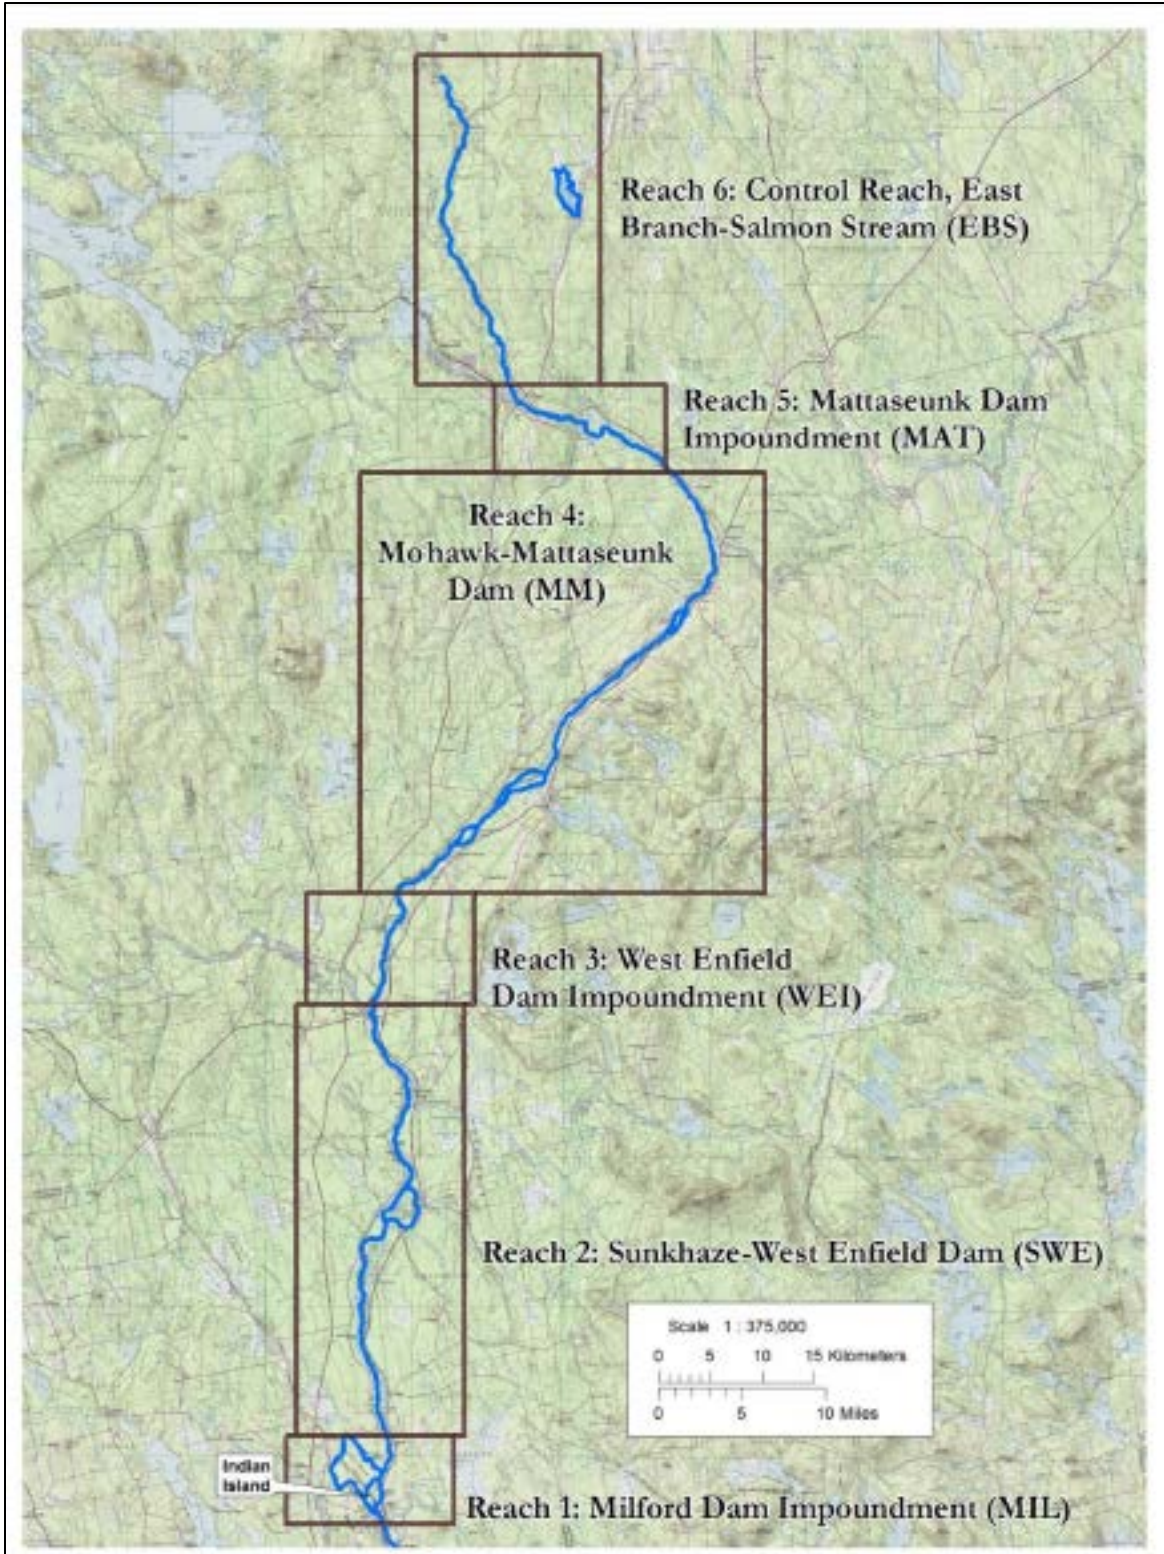 Reach 6: Control Reach, East
Branch-Salmon Stream (EBS)
Reach 5: Mattaseunk Dam
Impoundment (MAT)
Reach 4:
Mohawk-Mattaseunk
Dam (MM)
Reach 3: West Enfield
Dam Impoundment (WEI)
Reach 2: Sunkhaze-West Enfield Dam (SWE)
Scale 1 : 375,000
0 5 10 15 Kilometers
0 5 10 Miles
Indian
Island
Reach 1: Milford Dam Impoundment (MIL)